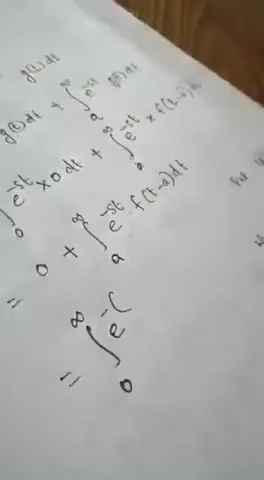 g(t)dt
g(t)dt + ∫_a^∞ e^{-st} g(t)dt
∫_0 e^{-st} × 0 dt + ∫_a^∞ e^{-st} × f(t-a)d
= 0 + ∫_a^∞ e^{-st} f(t-a)dt
= ∫_0^∞ e^{-(